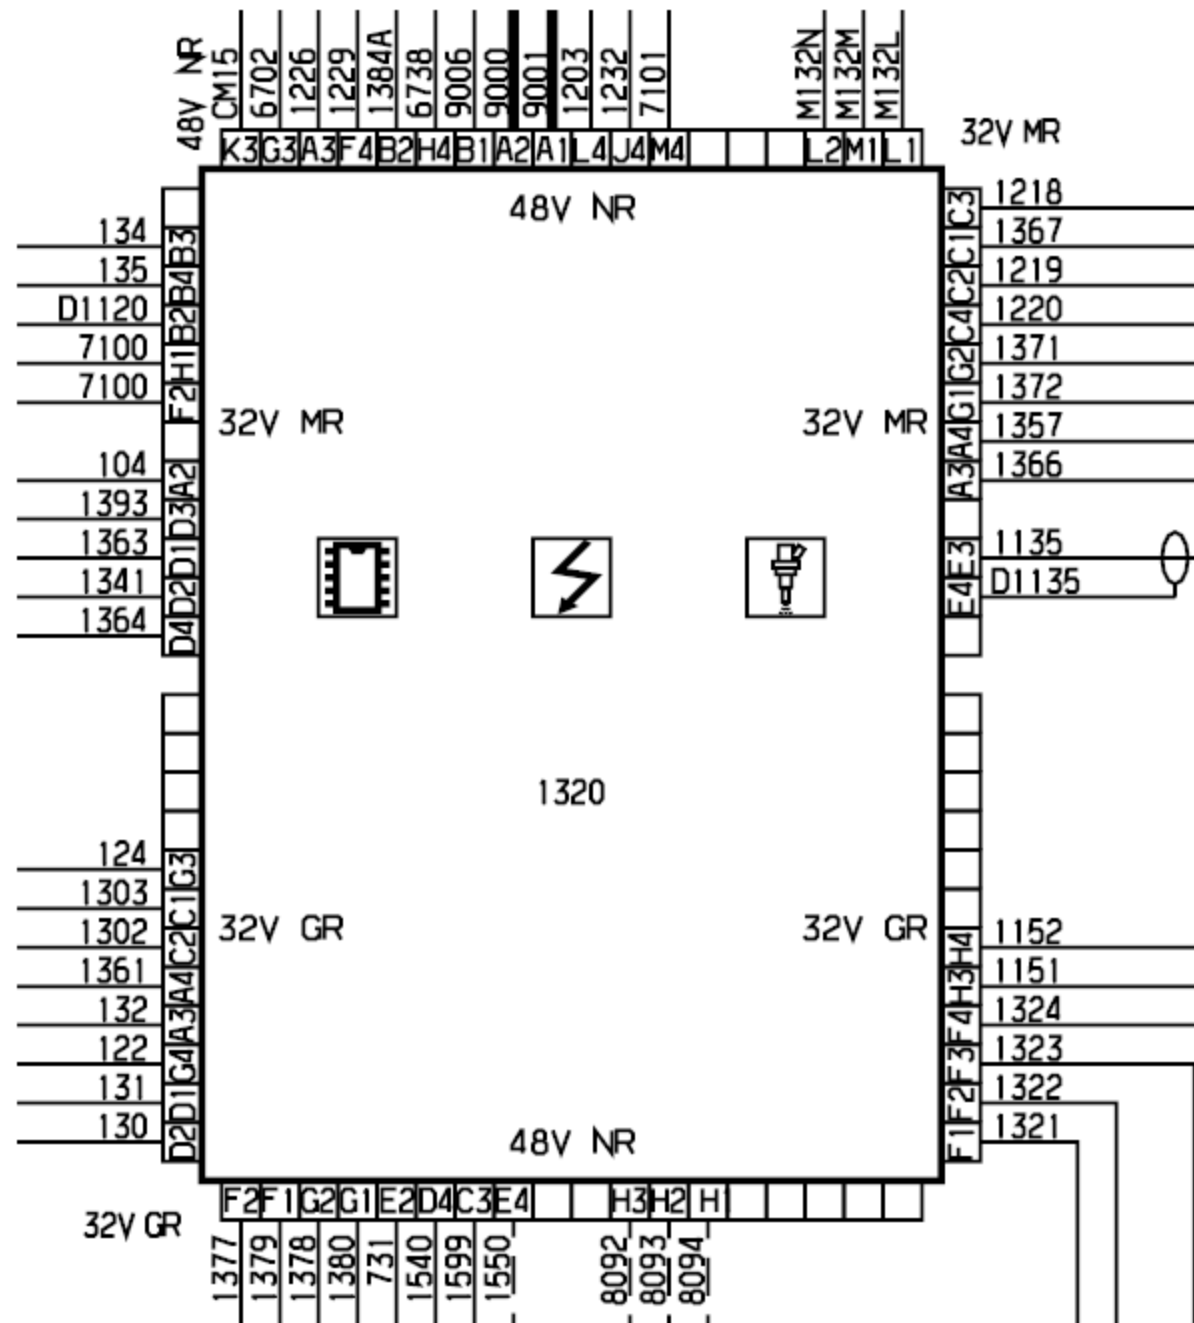 48V NR
CM15
6702
1226
1229
1384A
6738
9006
9000
9001
1203
1232
7101
M132N
M132M
M132L
K3 G3 A3 F4 B2 H4 B1 A2 A1 L4 J4 M4 L2 M1 L1
32V MR
48V NR
134 B3
135 B4
D1120 B2
7100 H1
7100 F2
104 A2
1393 D3
1363 D1
1341 D2
1364 D4
32V MR
32V MR
C3 1218
C1 1367
C2 1219
C4 1220
G2 1371
G1 1372
A4 1357
A3 1366
E3 1135
E4 D1135
1320
124 G3
1303 C1
1302 C2
1361 A4
132 A3
122 G4
131 D1
130 D2
32V GR
32V GR
H4 1152
H3 1151
F4 1324
F3 1323
F2 1322
F1 1321
48V NR
F2 F1 G2 G1 E2 D4 C3 E4 H3 H2 H1
32V GR
1377
1379
1378
1380
731
1540
1599
1550
8092
8093
8094